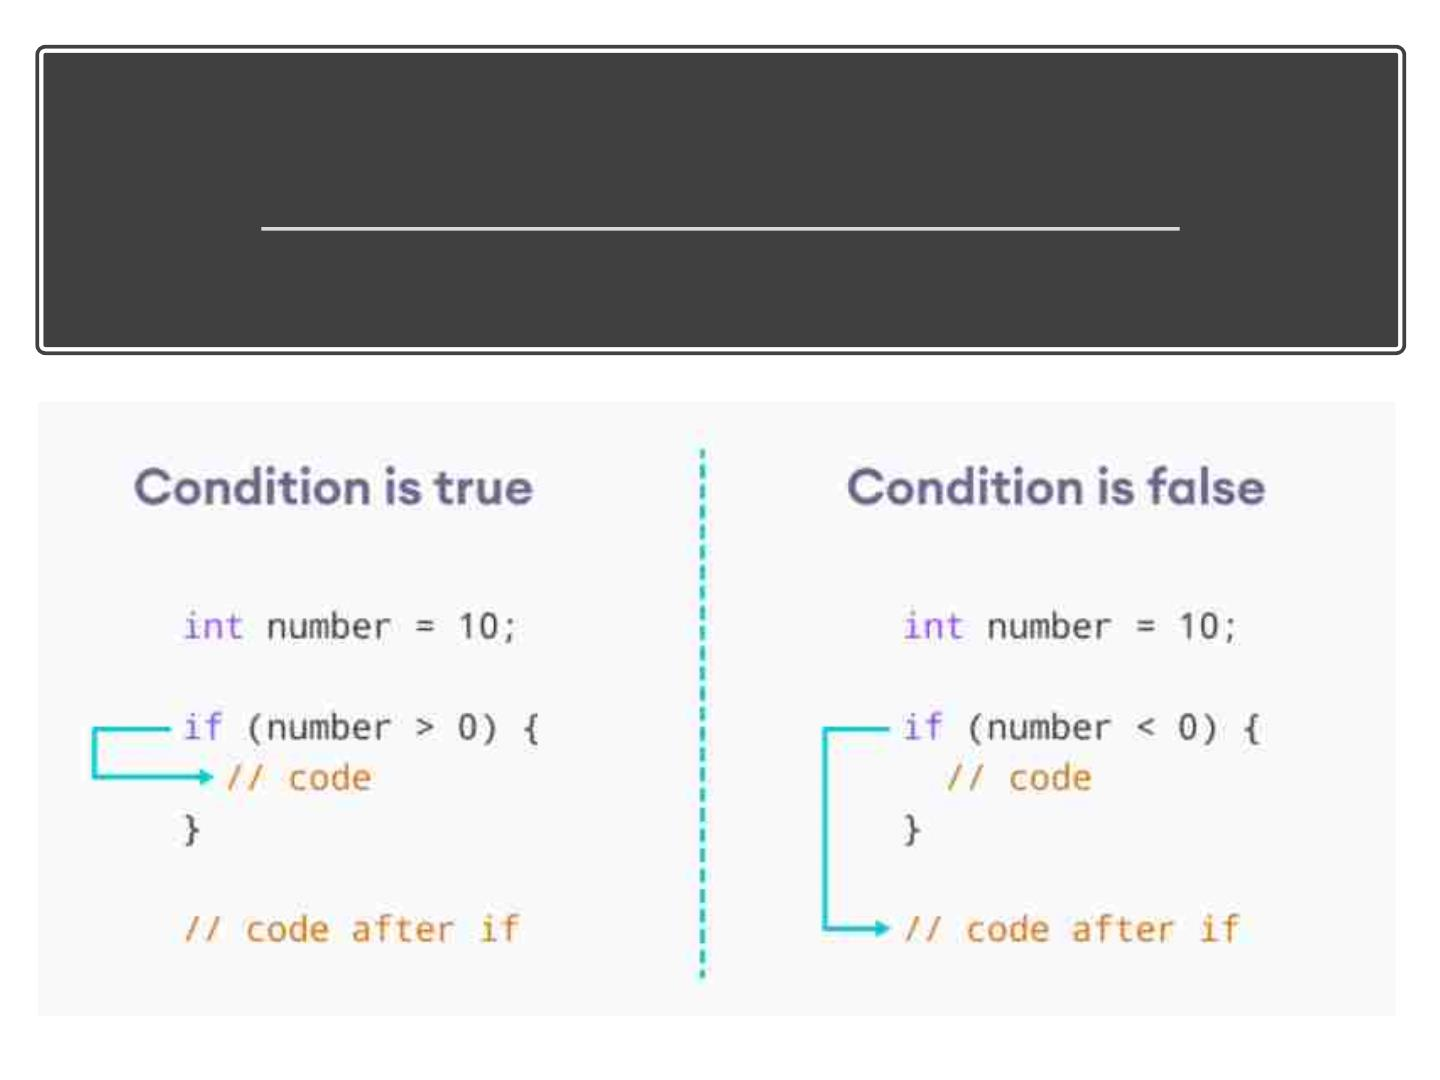 Condition is true
int number = 10;
if (number > 0) {
// code
}
// code after if
Condition is false
int number = 10;
if (number < 0) {
// code
}
// code after if